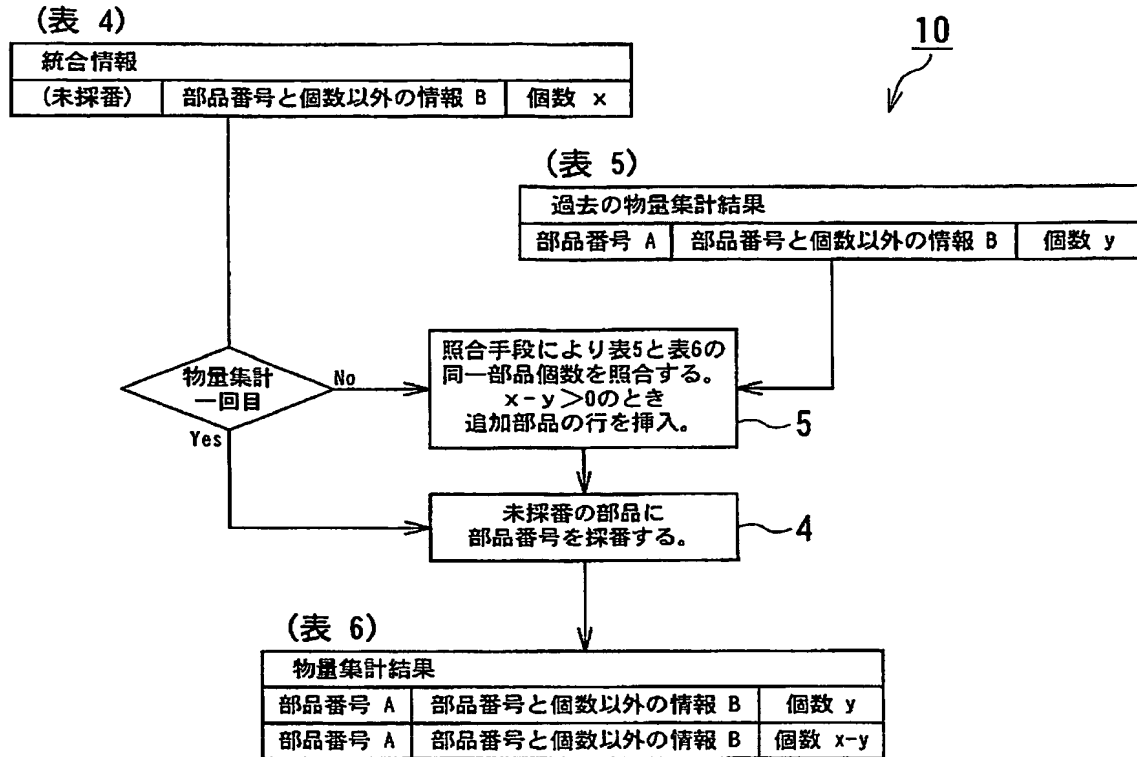 (表 4)
統合情報
(未採番) 部品番号と個数以外の情報 B 個数 x
10
(表 5)
過去の物量集計結果
部品番号 A 部品番号と個数以外の情報 B 個数 y
物量集計
一回目
No
Yes
照合手段により表5と表6の
同一部品個数を照合する。
x-y>0のとき
追加部品の行を挿入。
5
未採番の部品に
部品番号を採番する。
4
(表 6)
物量集計結果
部品番号 A 部品番号と個数以外の情報 B 個数 y
部品番号 A 部品番号と個数以外の情報 B 個数 x-y